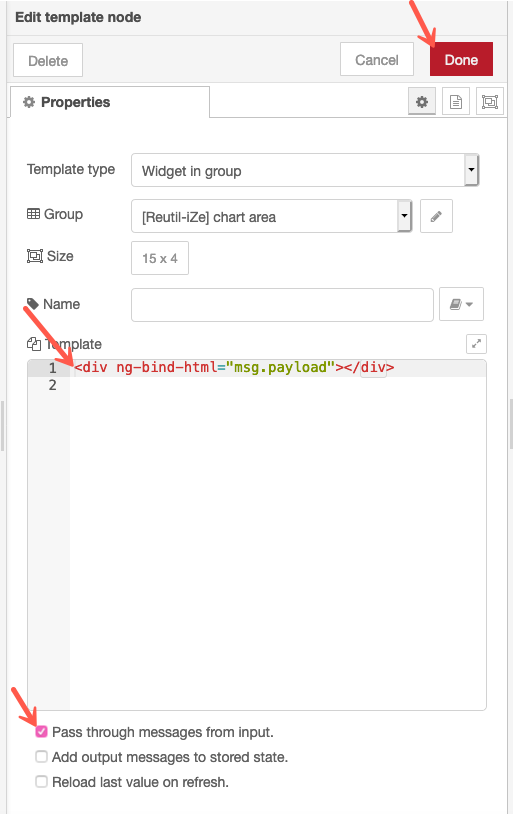 Edit template node
Delete
Cancel
Done
Properties
Template type
Widget in group
Group
[Reutil-iZe] chart area
Size
15 x 4
Name
Template
1 <div ng-bind-html="msg.payload"></div>
2
Pass through messages from input.
Add output messages to stored state.
Reload last value on refresh.